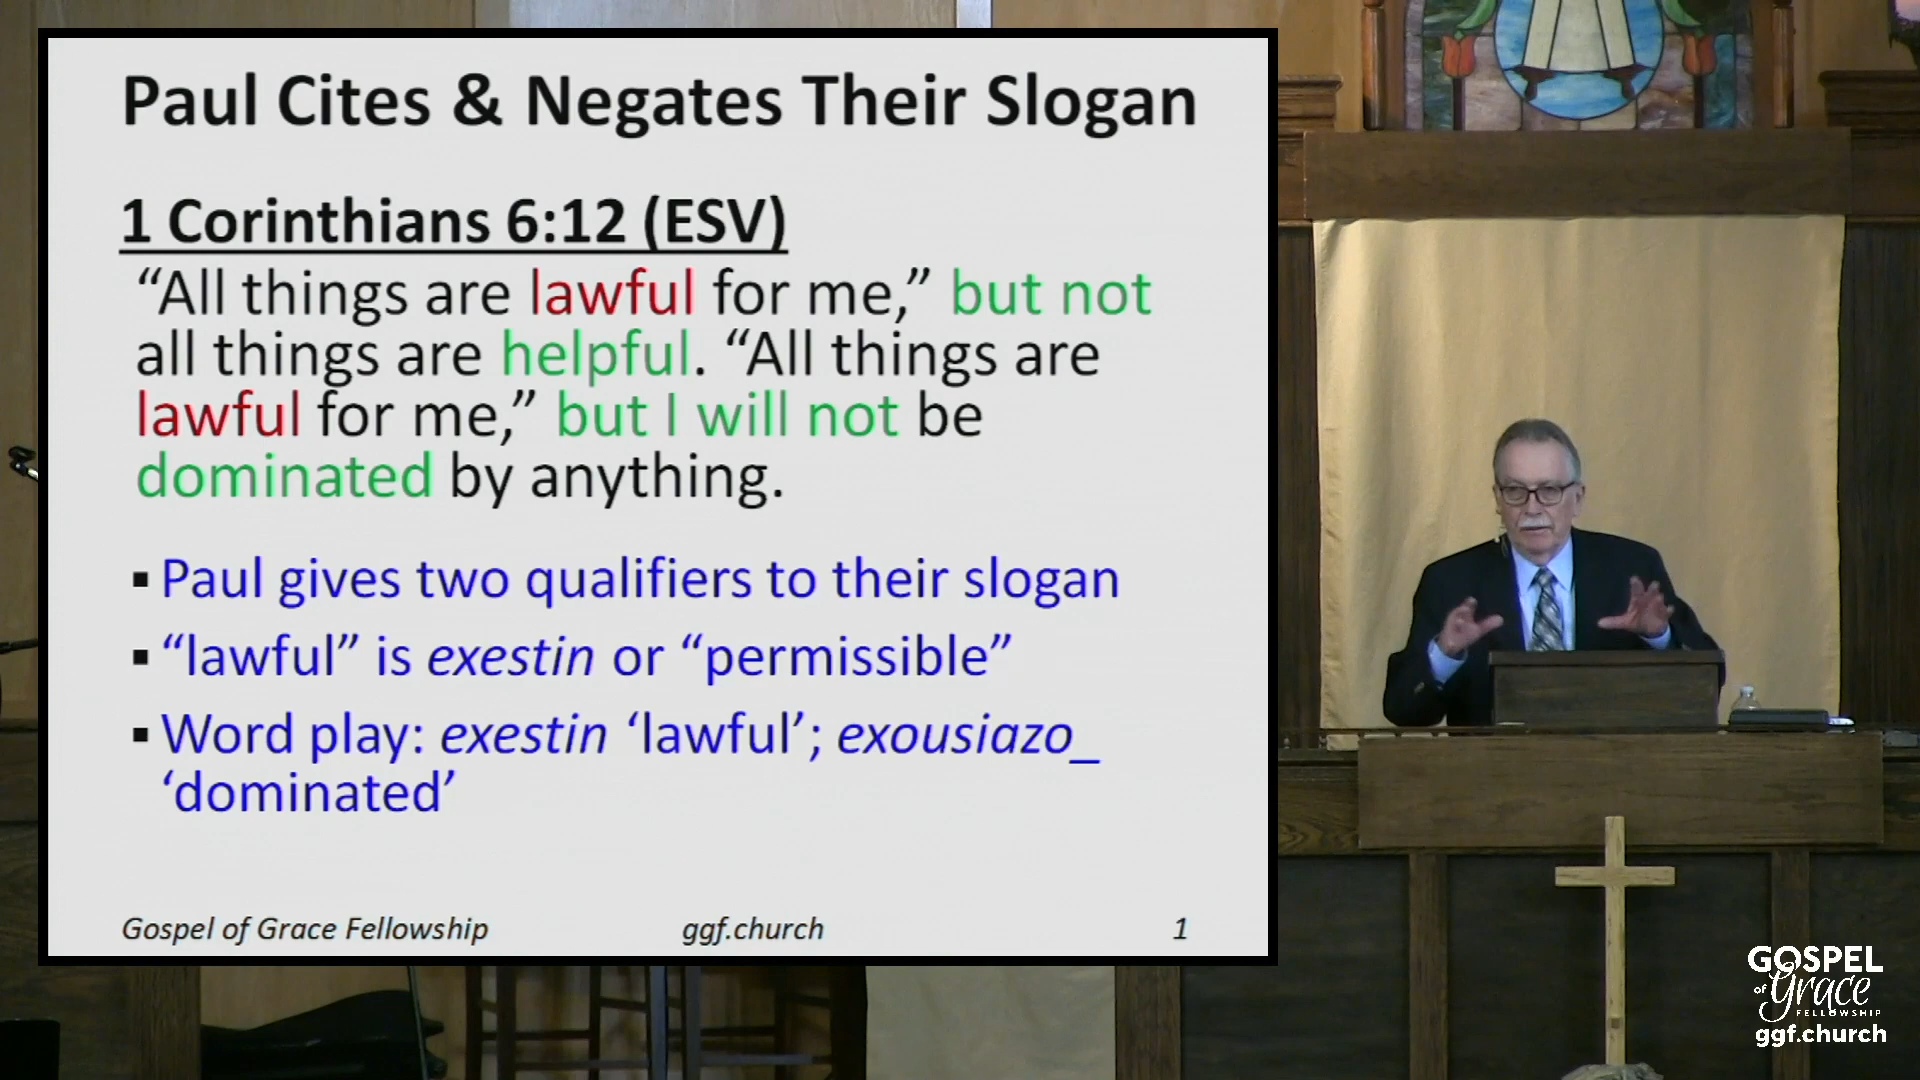 Paul Cites & Negates Their Slogan
1 Corinthians 6:12 (ESV)
“All things are lawful for me,” but not
all things are helpful. “All things are
lawful for me,” but I will not be
dominated by anything.
▪ Paul gives two qualifiers to their slogan
▪ “lawful” is exestin or “permissible”
▪ Word play: exestin ‘lawful’; exousiazo_
‘dominated’
Gospel of Grace Fellowship ggf.church 1
GOSPEL
of Grace
FELLOWSHIP
ggf.church